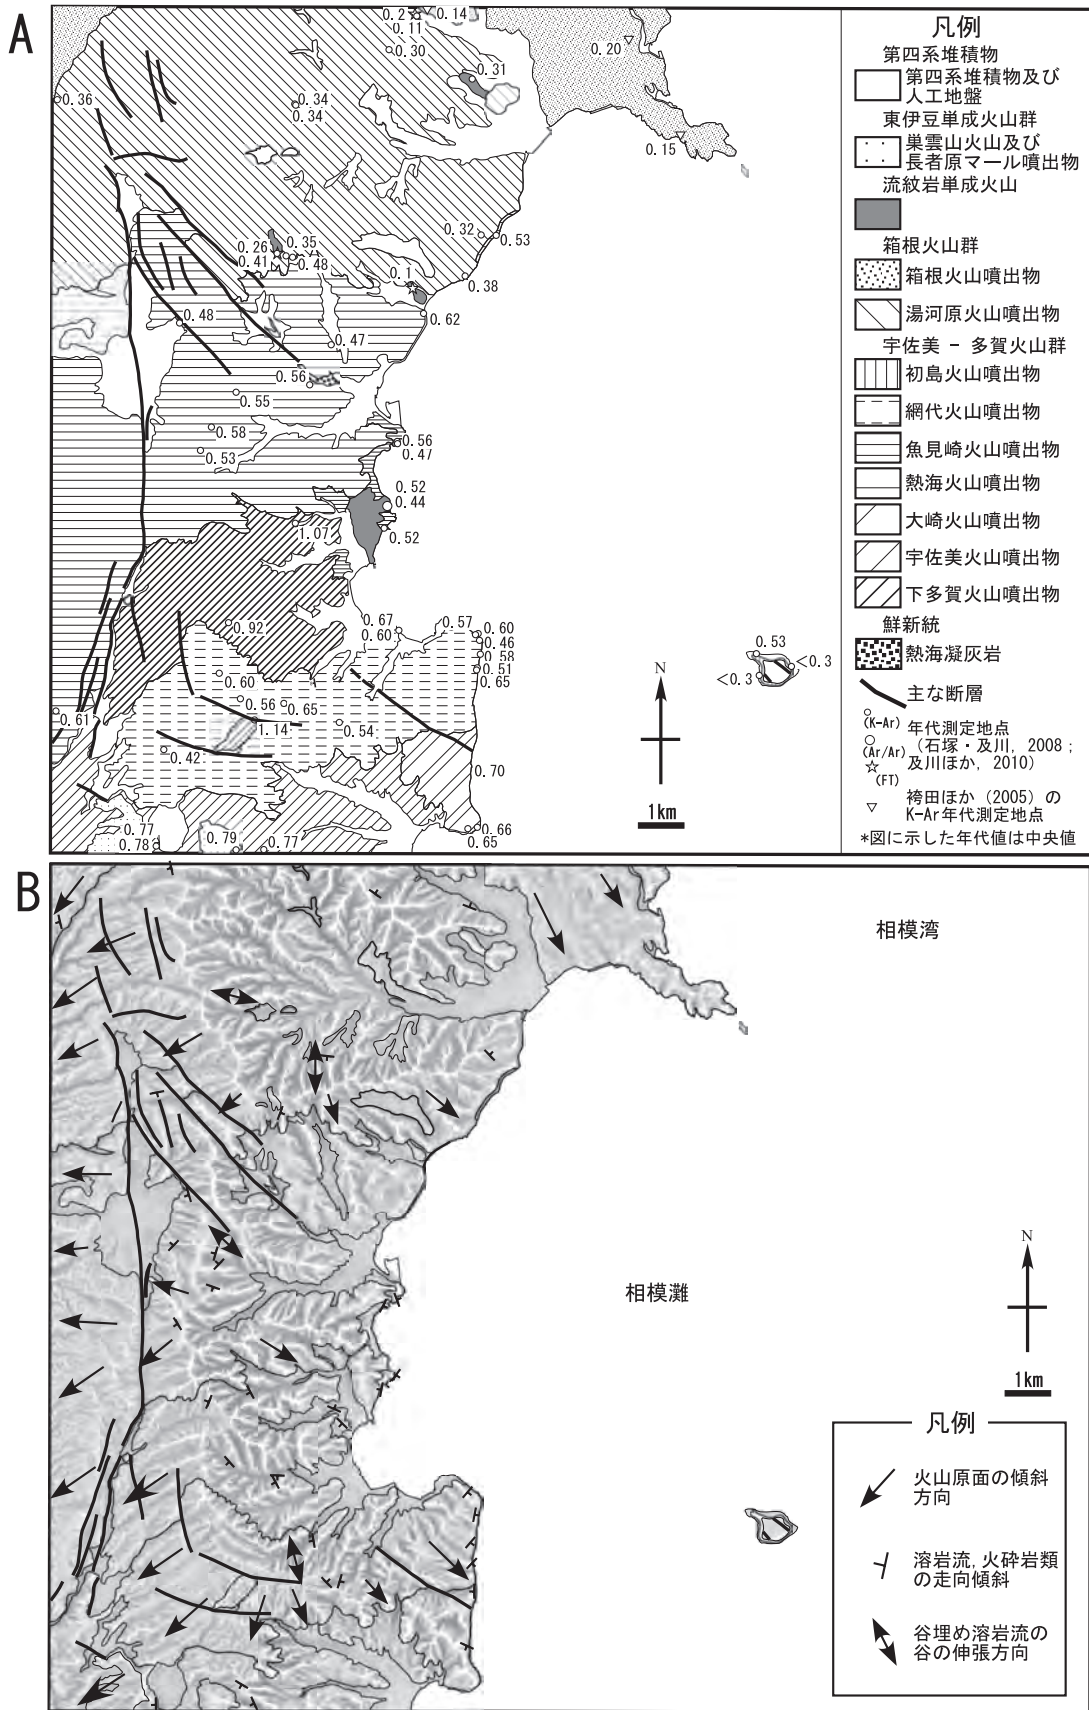 A
0.2
0.14
0.11
0.30
0.20
0.31
0.36
0.34
0.34
0.15
0.32
0.53
0.26
0.35
0.41
0.48
0.1
0.38
0.48
0.62
0.47
0.56
0.55
0.58
0.53
0.56
0.47
0.52
0.44
1.07
0.52
0.92
0.67
0.60
0.57
0.60
0.46
0.58
0.51
0.65
0.60
0.56
0.65
0.61
0.54
1.14
0.42
0.70
0.77
0.78
0.79
0.77
0.66
0.65
0.53
<0.3
<0.3
N
1km
凡例
第四系堆積物
第四系堆積物及び
人工地盤
東伊豆単成火山群
巣雲山火山及び
長者原マール噴出物
流紋岩単成火山
箱根火山群
箱根火山噴出物
湯河原火山噴出物
宇佐美－多賀火山群
初島火山噴出物
網代火山噴出物
魚見崎火山噴出物
熱海火山噴出物
大崎火山噴出物
宇佐美火山噴出物
下多賀火山噴出物
鮮新統
熱海凝灰岩
主な断層
(K-Ar)
(Ar/Ar)
(FT)
年代測定地点
（石塚・及川，2008；
及川ほか，2010）
袴田ほか（2005）の
K-Ar年代測定地点
*図に示した年代値は中央値
B
相模湾
相模灘
N
1km
凡例
火山原面の傾斜
方向
溶岩流，火砕岩類
の走向傾斜
谷埋め溶岩流の
谷の伸張方向